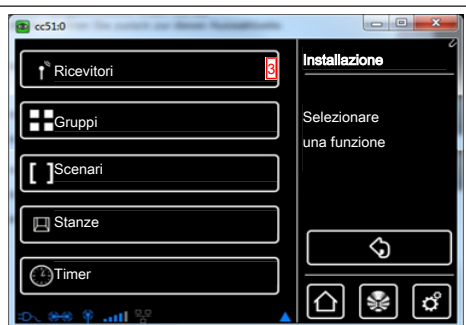 cc51:0
Ricevitori
3
Gruppi
Scenari
Stanze
Timer
Installazione
Selezionare
una funzione